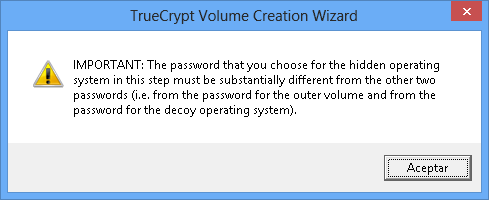 TrueCrypt Volume Creation Wizard
IMPORTANT: The password that you choose for the hidden operating
system in this step must be substantially different from the other two
passwords (i.e. from the password for the outer volume and from the
password for the decoy operating system).
Aceptar